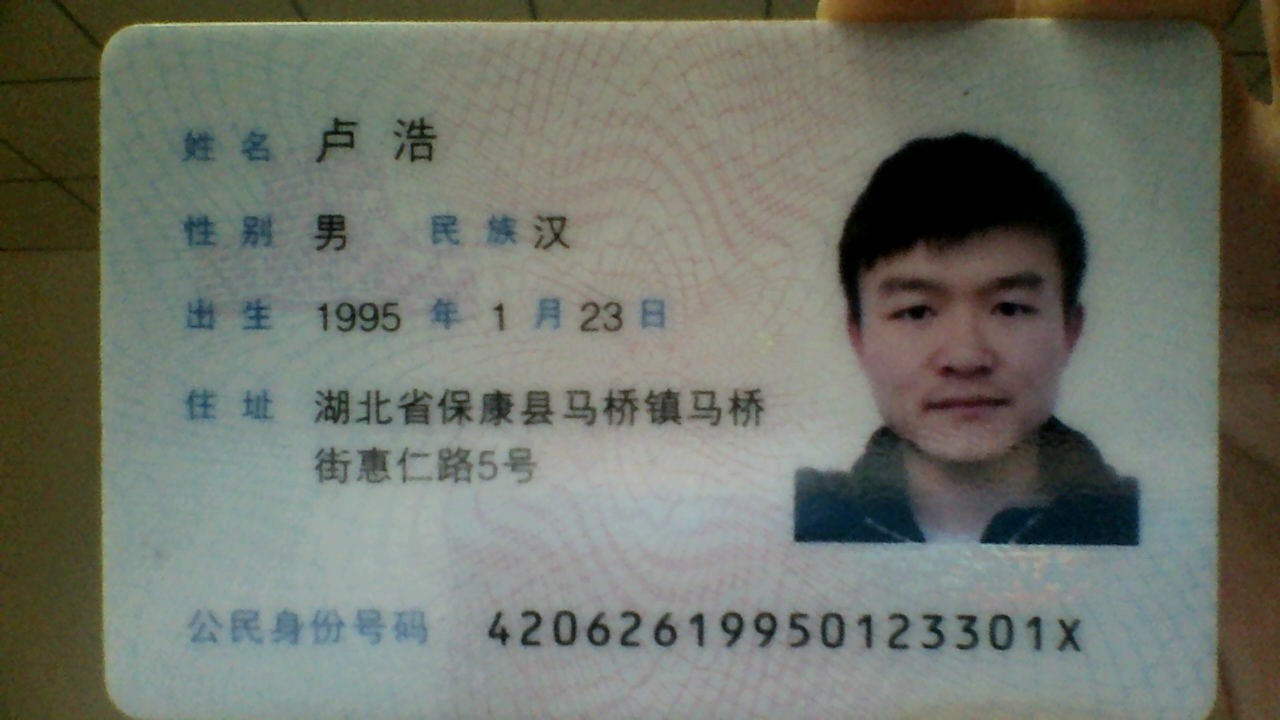 姓名 卢浩
性别 男 民族 汉
出生 1995 年 1 月 23 日
住址 湖北省保康县马桥镇马桥
街惠仁路5号
公民身份号码 42062619950123301X